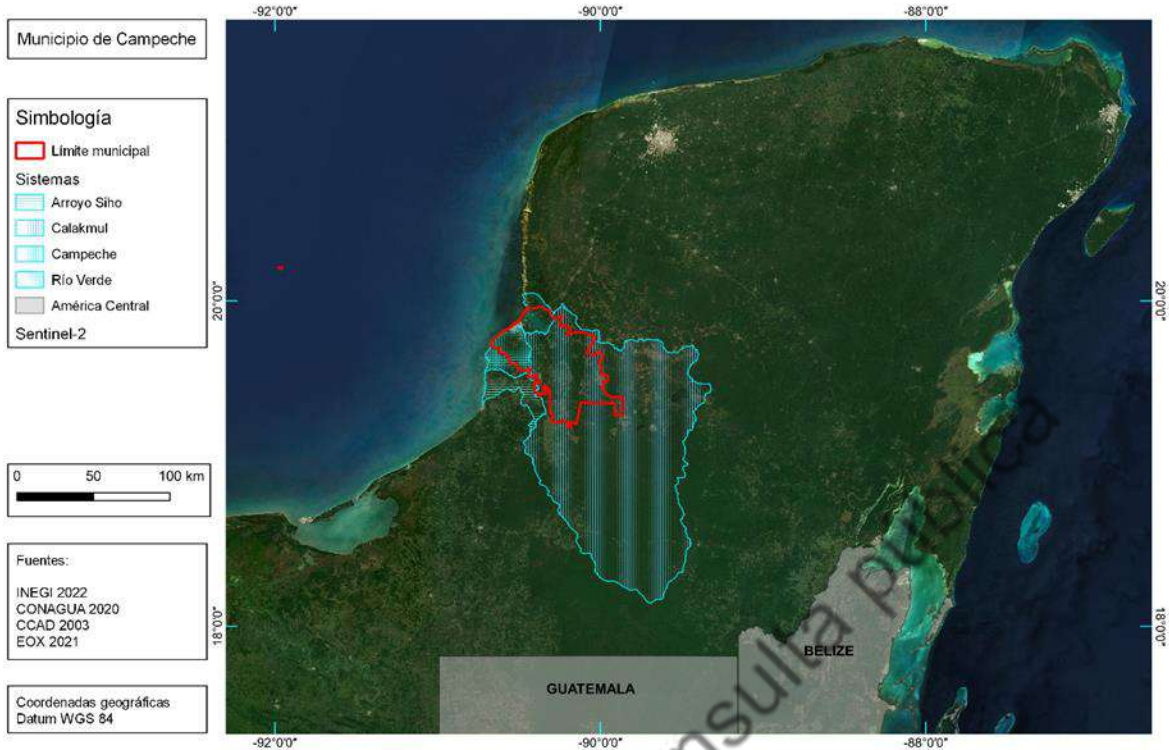 Municipio de Campeche
Simbología
Límite municipal
Sistemas
Arroyo Siho
Calakmul
Campeche
Río Verde
América Central
Sentinel-2
0 50 100 km
Fuentes:
INEGI 2022
CONAGUA 2020
CCAD 2003
EOX 2021
Coordenadas geográficas
Datum WGS 84
-92°0'0" -90°0'0" -88°0'0"
20°0'0" 20°0'0"
18°0'0" 18°0'0"
BELIZE
GUATEMALA
consulta pública
-92°0'0" -90°0'0" -88°0'0"